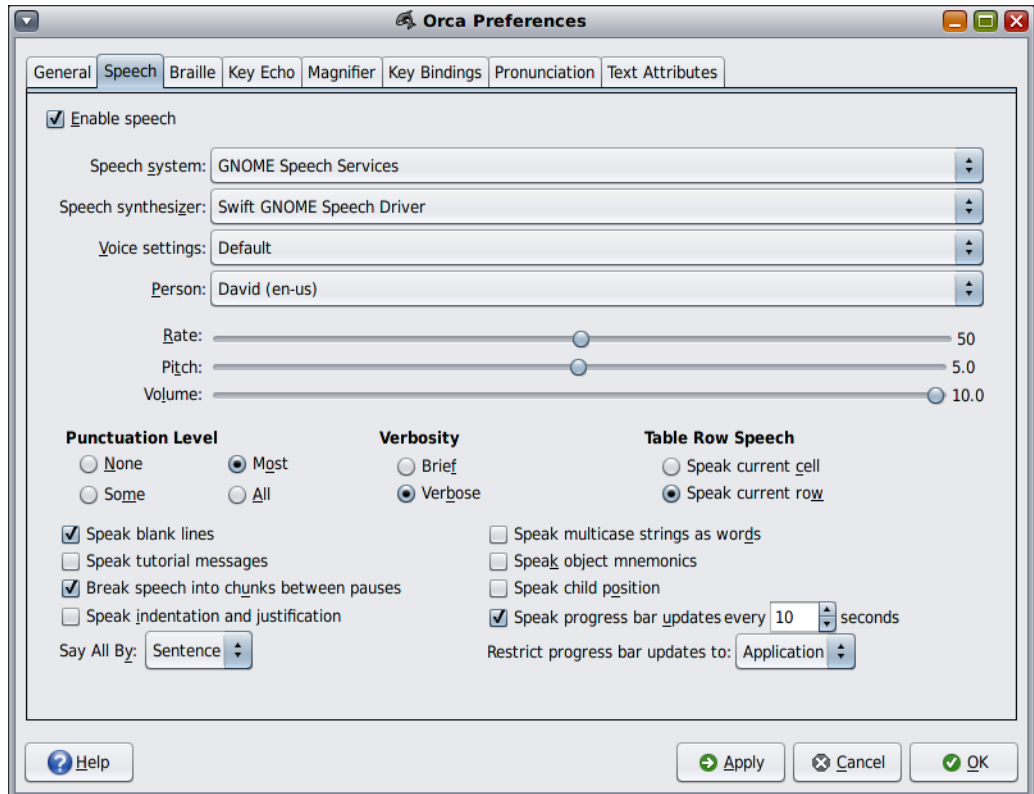 Orca Preferences
General Speech Braille Key Echo Magnifier Key Bindings Pronunciation Text Attributes
Enable speech
Speech system: GNOME Speech Services
Speech synthesizer: Swift GNOME Speech Driver
Voice settings: Default
Person: David (en-us)
Rate: 50
Pitch: 5.0
Volume: 10.0
Punctuation Level Verbosity Table Row Speech
None Most Brief Speak current cell
Some All Verbose Speak current row
Speak blank lines Speak multicase strings as words
Speak tutorial messages Speak object mnemonics
Break speech into chunks between pauses Speak child position
Speak indentation and justification Speak progress bar updates every 10 seconds
Say All By: Sentence Restrict progress bar updates to: Application
Help Apply Cancel OK